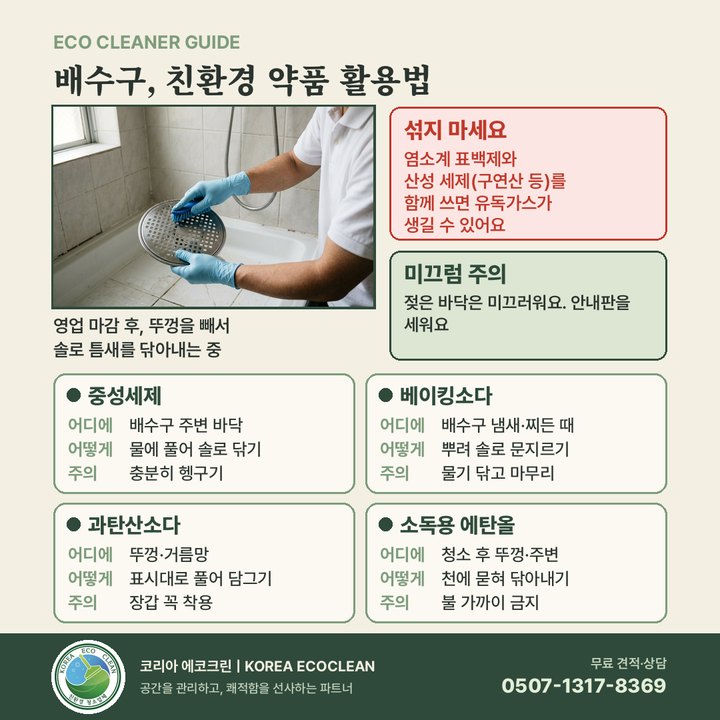 ECO CLEANER GUIDE
배수구, 친환경 약품 활용법
섞지 마세요
염소계 표백제와
산성 세제(구연산 등)를
함께 쓰면 유독가스가
생길 수 있어요
미끄럼 주의
젖은 바닥은 미끄러워요. 안내판을
세워요
영업 마감 후, 뚜껑을 빼서
솔로 틈새를 닦아내는 중
중성세제
어디에 배수구 주변 바닥
어떻게 물에 풀어 솔로 닦기
주의 충분히 헹구기
베이킹소다
어디에 배수구 냄새·찌든 때
어떻게 뿌려 솔로 문지르기
주의 물기 닦고 마무리
과탄산소다
어디에 뚜껑·거름망
어떻게 표시대로 풀어 담그기
주의 장갑 꼭 착용
소독용 에탄올
어디에 청소 후 뚜껑·주변
어떻게 천에 묻혀 닦아내기
주의 불 가까이 금지
KOREA ECO CLEAN
친환경 청소업체
코리아 에코크린 | KOREA ECOCLEAN
공간을 관리하고, 쾌적함을 선사하는 파트너
무료 견적·상담
0507-1317-8369